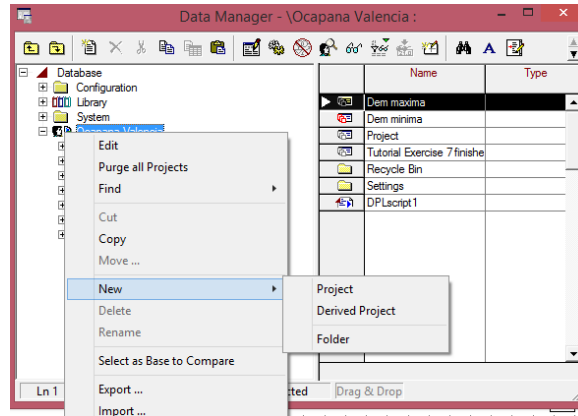 Data Manager - \Ocapana Valencia :
Database
Configuration
Library
System
Ocapana Valencia
Name
Type
Dem maxima
Dem minima
Project
Tutorial Exercise 7 finishe
Recycle Bin
Settings
DPLscript1
Edit
Purge all Projects
Find
Cut
Copy
Move ...
New
Delete
Rename
Select as Base to Compare
Export ...
Import ...
Project
Derived Project
Folder
Ln 1
cted
Drag & Drop